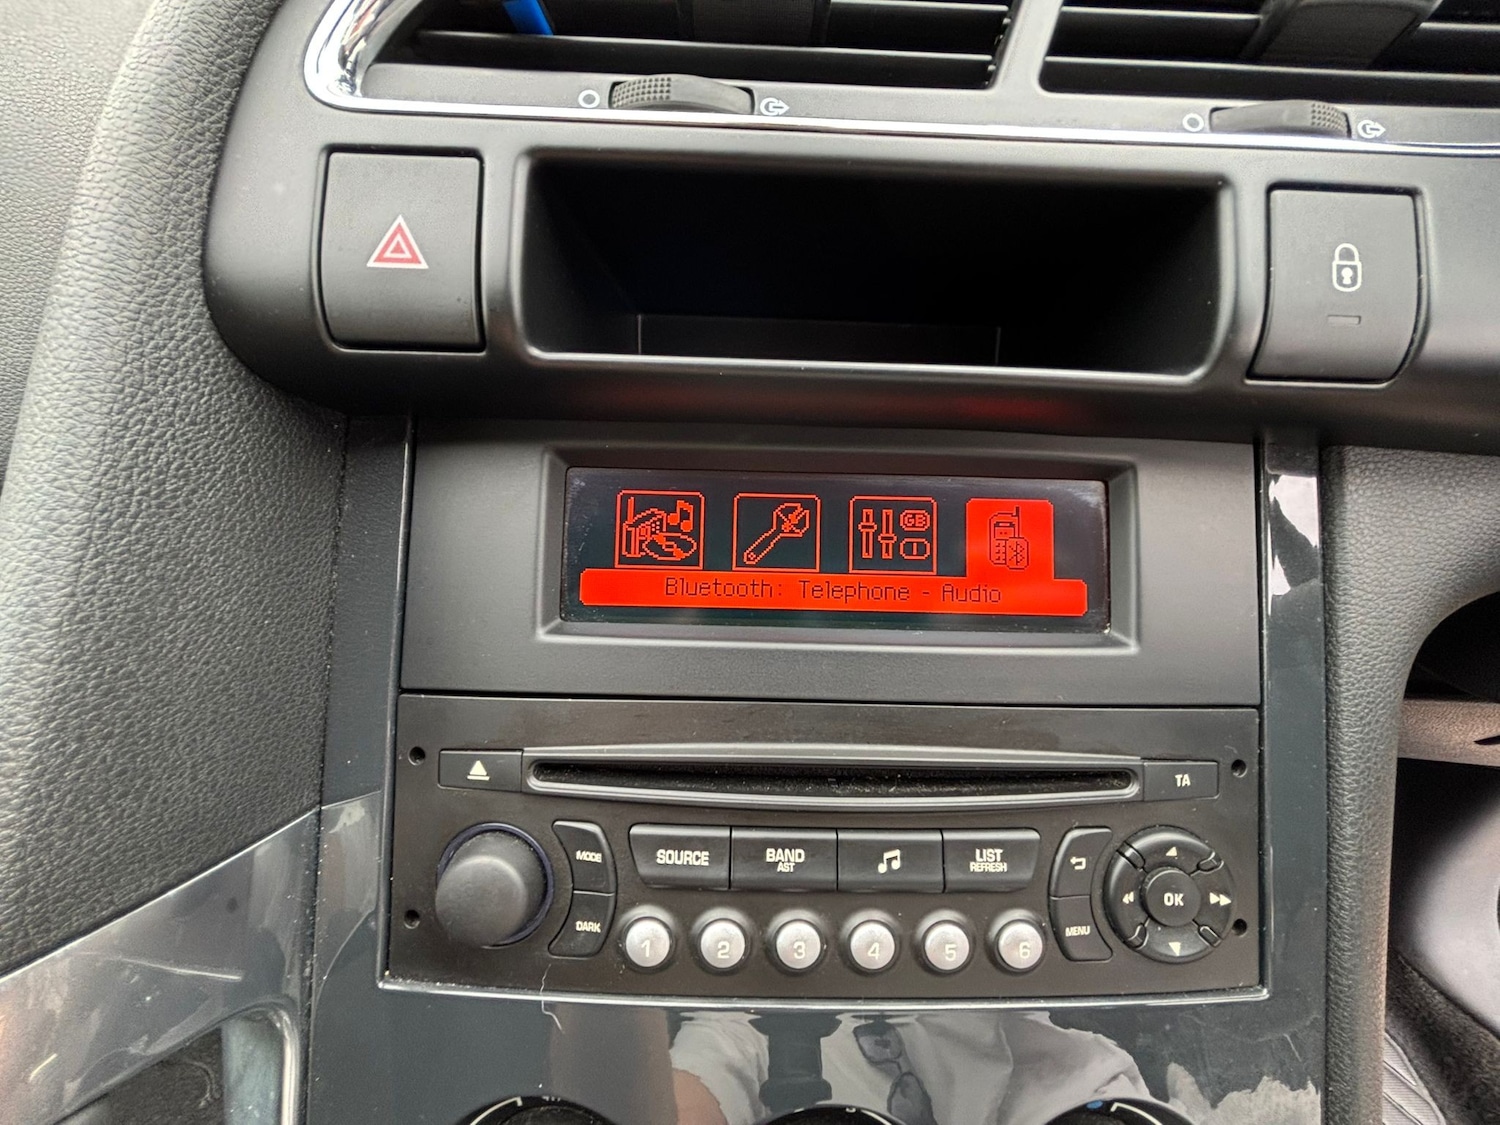 GB
I
Bluetooth: Telephone - Audio
TA
MODE
SOURCE
BAND
AST
LIST
REFRESH
DARK
OK
1
2
3
4
5
6
MENU